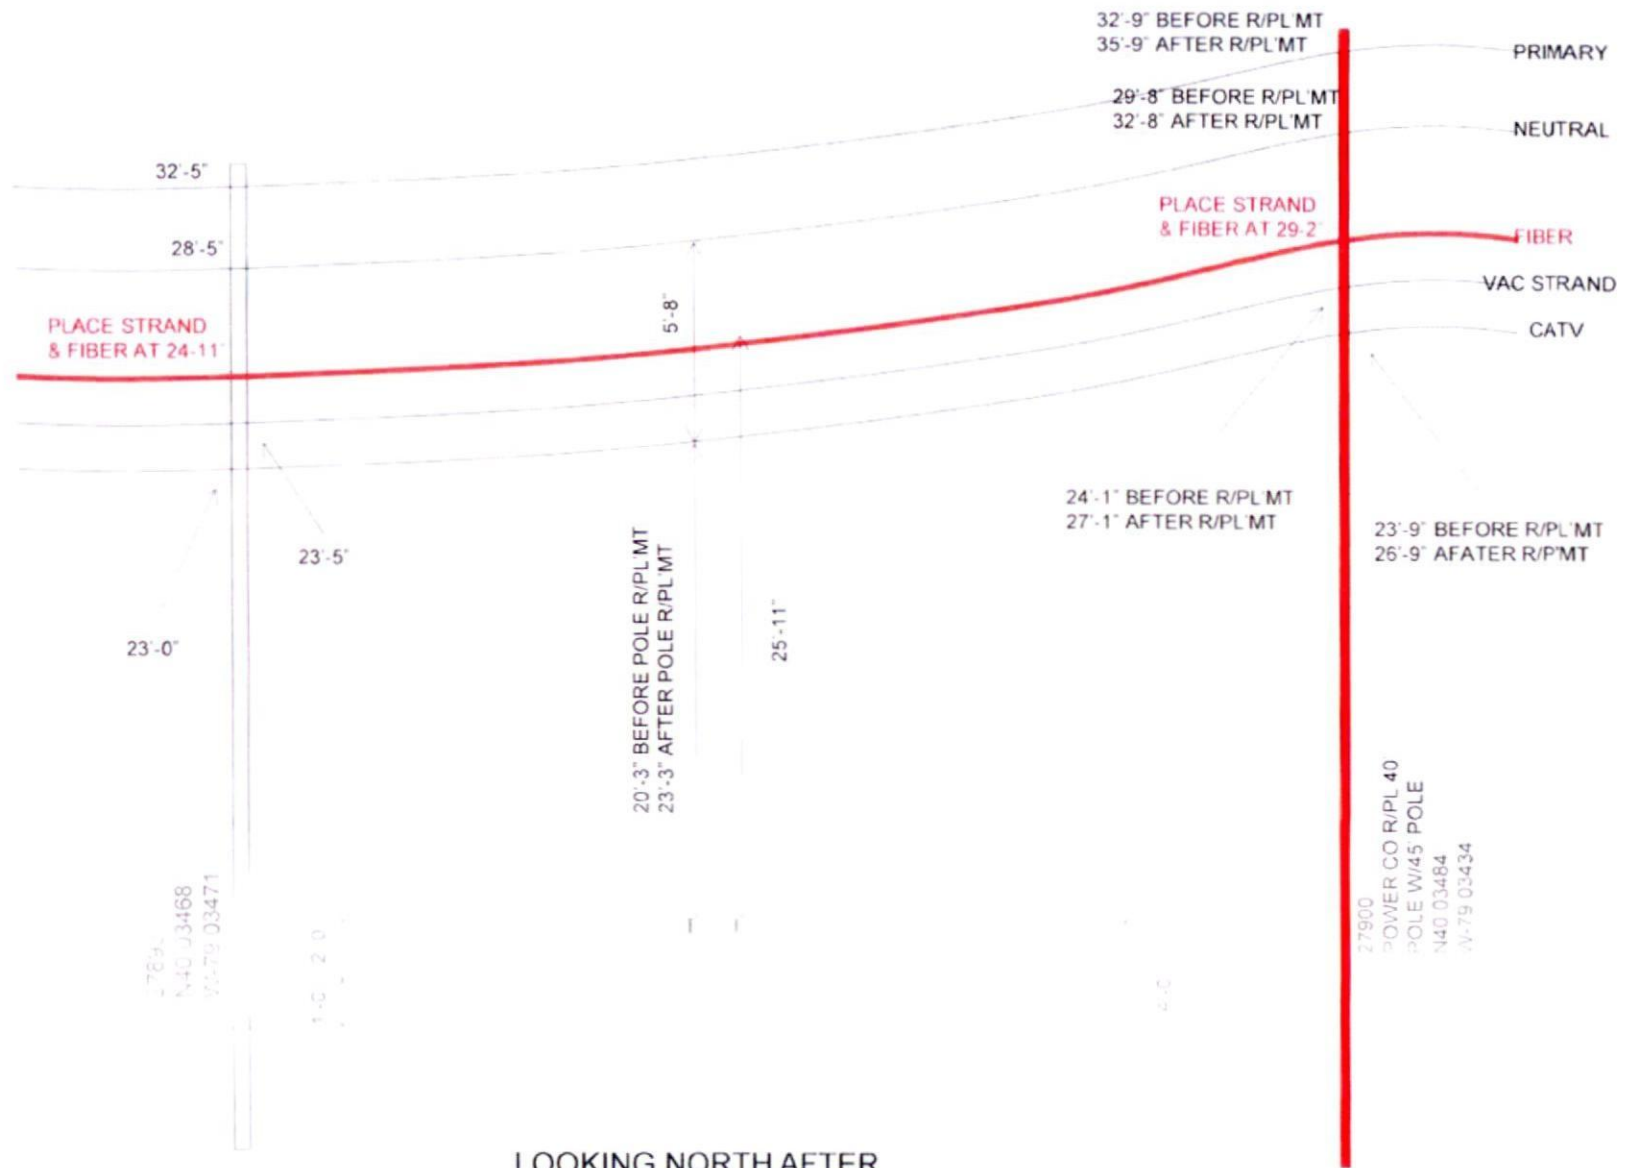 32'-9" BEFORE R/PL'MT
35'-9" AFTER R/PL'MT
PRIMARY
29'-8" BEFORE R/PL'MT
32'-8" AFTER R/PL'MT
NEUTRAL
32'-5"
28'-5"
PLACE STRAND
& FIBER AT 29-2"
FIBER
VAC STRAND
CATV
PLACE STRAND
& FIBER AT 24-11"
5'-8"
24'-1" BEFORE R/PL'MT
27'-1" AFTER R/PL'MT
23'-9" BEFORE R/PL'MT
26'-9" AFATER R/P'MT
23'-5"
23'-0"
20'-3" BEFORE POLE R/PL'MT
23'-3" AFTER POLE R/PL'MT
25'-11"
N40 03468
W-79 03471
27900
POWER CO R/PL 40
POLE W/45' POLE
N40 03484
W-79 03434
LOOKING NORTH AFTER